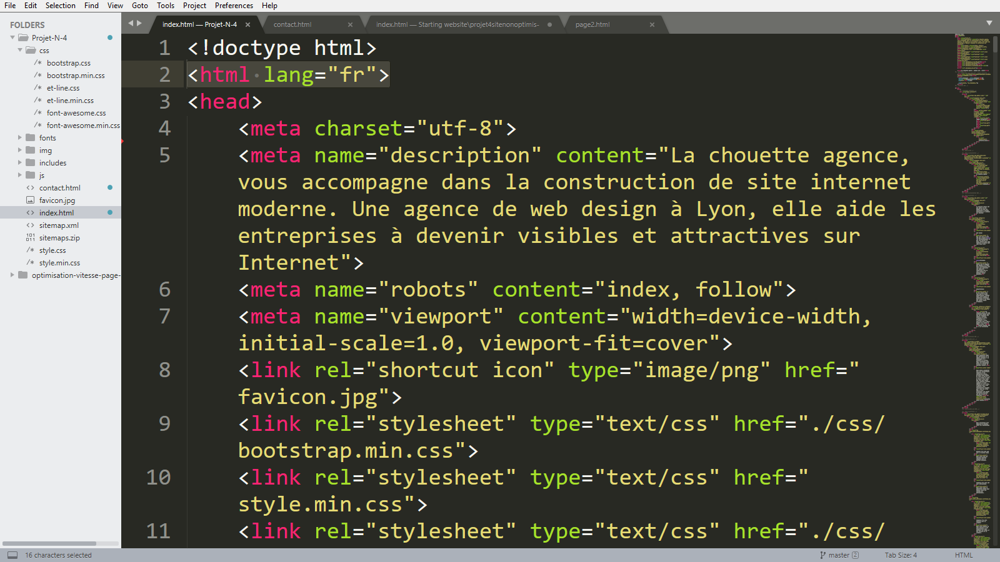 File Edit Selection Find View Goto Tools Project Preferences Help
FOLDERS
Projet-N-4
css
bootstrap.css
bootstrap.min.css
et-line.css
et-line.min.css
font-awesome.css
font-awesome.min.css
fonts
img
includes
js
contact.html
favicon.jpg
index.html
sitemap.xml
sitemaps.zip
style.css
style.min.css
optimisation-vitesse-page-
index.html — Projet-N-4 contact.html index.html — Starting website\projet4sitenonoptimis- page2.html
1 <!doctype html>
2 <html lang="fr">
3 <head>
4 <meta charset="utf-8">
5 <meta name="description" content="La chouette agence,
vous accompagne dans la construction de site internet
moderne. Une agence de web design à Lyon, elle aide les
entreprises à devenir visibles et attractives sur
Internet">
6 <meta name="robots" content="index, follow">
7 <meta name="viewport" content="width=device-width,
initial-scale=1.0, viewport-fit=cover">
8 <link rel="shortcut icon" type="image/png" href="
favicon.jpg">
9 <link rel="stylesheet" type="text/css" href="./css/
bootstrap.min.css">
10 <link rel="stylesheet" type="text/css" href="
style.min.css">
11 <link rel="stylesheet" type="text/css" href="./css/
16 characters selected master 2 Tab Size: 4 HTML